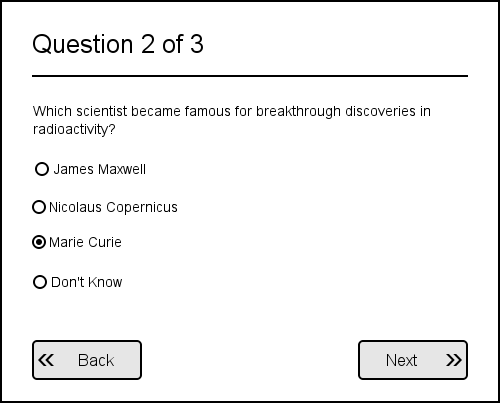 Question 2 of 3
Which scientist became famous for breakthrough discoveries in
radioactivity?
James Maxwell
Nicolaus Copernicus
Marie Curie
Don't Know
« Back
Next »